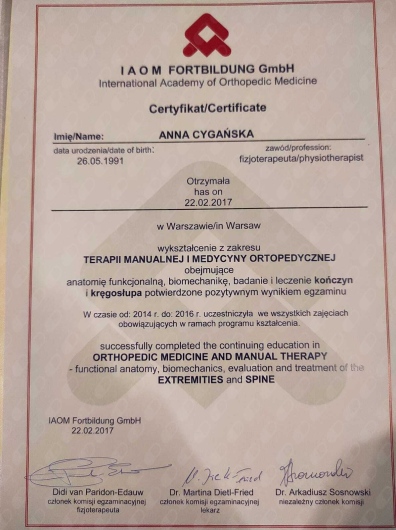 I A O M FORTBILDUNG GmbH
International Academy of Orthopedic Medicine
Certyfikat/Certificate
Imię/Name: ANNA CYGAŃSKA
data urodzenia/date of birth: zawód/profession:
26.05.1991 fizjoterapeuta/physiotherapist
Otrzymała
has on
22.02.2017
w Warszawie/in Warsaw
wykształcenie z zakresu
TERAPII MANUALNEJ I MEDYCYNY ORTOPEDYCZNEJ
obejmujące
anatomię funkcjonalną, biomechanikę, badanie i leczenie kończyn
i kręgosłupa potwierdzone pozytywnym wynikiem egzaminu
W czasie od: 2014 r. do: 2016 r. uczestniczyła we wszystkich zajęciach
obowiązujących w ramach programu kształcenia.
successfully completed the continuing education in
ORTHOPEDIC MEDICINE AND MANUAL THERAPY
- functional anatomy, biomechanics, evaluation and treatment of the
EXTREMITIES and SPINE
IAOM Fortbildung GmbH
22.02.2017
Didi van Paridon-Edauw Dr. Martina Dietl-Fried Dr. Arkadiusz Sosnowski
członek komisji egzaminacyjnej członek komisji egzaminacyjnej niezależny członek komisji
fizjoterapeuta lekarz